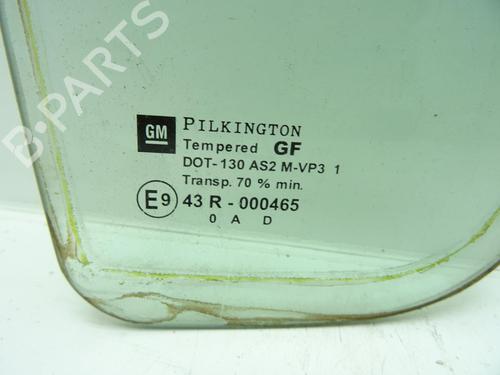 B-PARTS
GM PILKINGTON
Tempered GF
DOT-130 AS2 M-VP3 1
Transp. 70 % min.
E9 43 R - 000465
0 A D